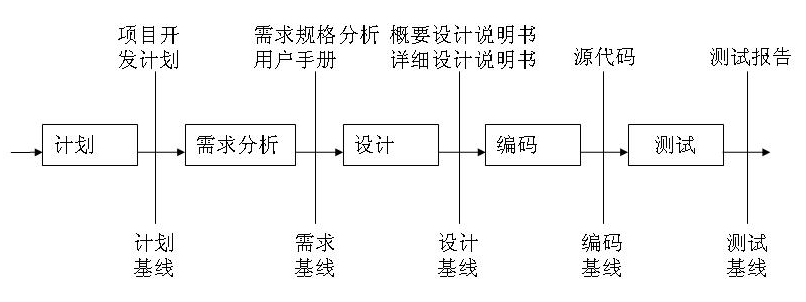 项目开
发计划
需求规格分析
用户手册
概要设计说明书
详细设计说明书
源代码
测试报告
计划
需求分析
设计
编码
测试
计划
基线
需求
基线
设计
基线
编码
基线
测试
基线